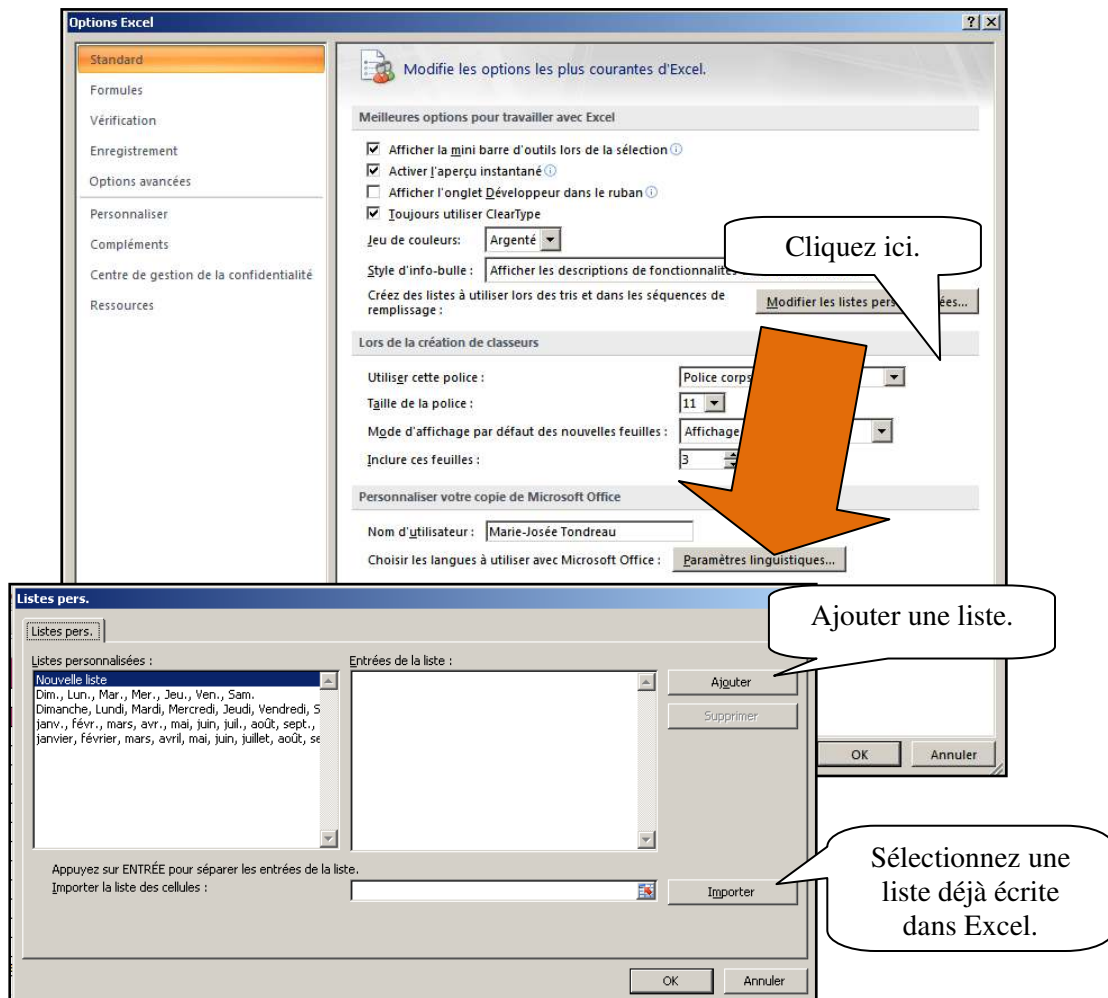 Options Excel
Standard
Formules
Vérification
Enregistrement
Options avancées
Personnaliser
Compléments
Centre de gestion de la confidentialité
Ressources
Modifie les options les plus courantes d'Excel.
Meilleures options pour travailler avec Excel
Afficher la mini barre d'outils lors de la sélection
Activer l'aperçu instantané
Afficher l'onglet Développeur dans le ruban
Toujours utiliser ClearType
Jeu de couleurs: Argenté
Style d'info-bulle : Afficher les descriptions de fonctionnalités
Créez des listes à utiliser lors des tris et dans les séquences de
remplissage :
Modifier les listes pers ées...
Cliquez ici.
Lors de la création de classeurs
Utiliser cette police : Police corps
Taille de la police : 11
Mode d'affichage par défaut des nouvelles feuilles : Affichage
Inclure ces feuilles : 3
Personnaliser votre copie de Microsoft Office
Nom d'utilisateur : Marie-Josée Tondreau
Choisir les langues à utiliser avec Microsoft Office : Paramètres linguistiques...
OK Annuler
Listes pers.
Listes pers.
Listes personnalisées :
Nouvelle liste
Dim., Lun., Mar., Mer., Jeu., Ven., Sam.
Dimanche, Lundi, Mardi, Mercredi, Jeudi, Vendredi, S
janv., févr., mars, avr., mai, juin, juil., août, sept.,
janvier, février, mars, avril, mai, juin, juillet, août, se
Entrées de la liste :
Ajouter
Supprimer
Ajouter une liste.
Appuyez sur ENTRÉE pour séparer les entrées de la liste.
Importer la liste des cellules :
Importer
Sélectionnez une
liste déjà écrite
dans Excel.
OK Annuler